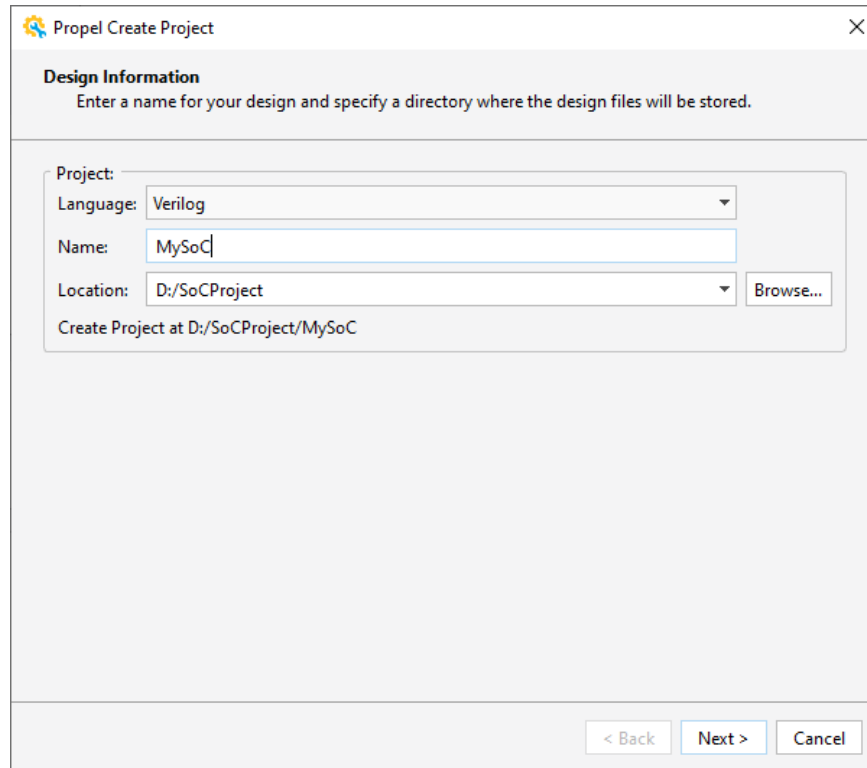 Propel Create Project
Design Information
Enter a name for your design and specify a directory where the design files will be stored.
Project:
Language: Verilog
Name: MySoC
Location: D:/SoCProject Browse...
Create Project at D:/SoCProject/MySoC
< Back Next > Cancel